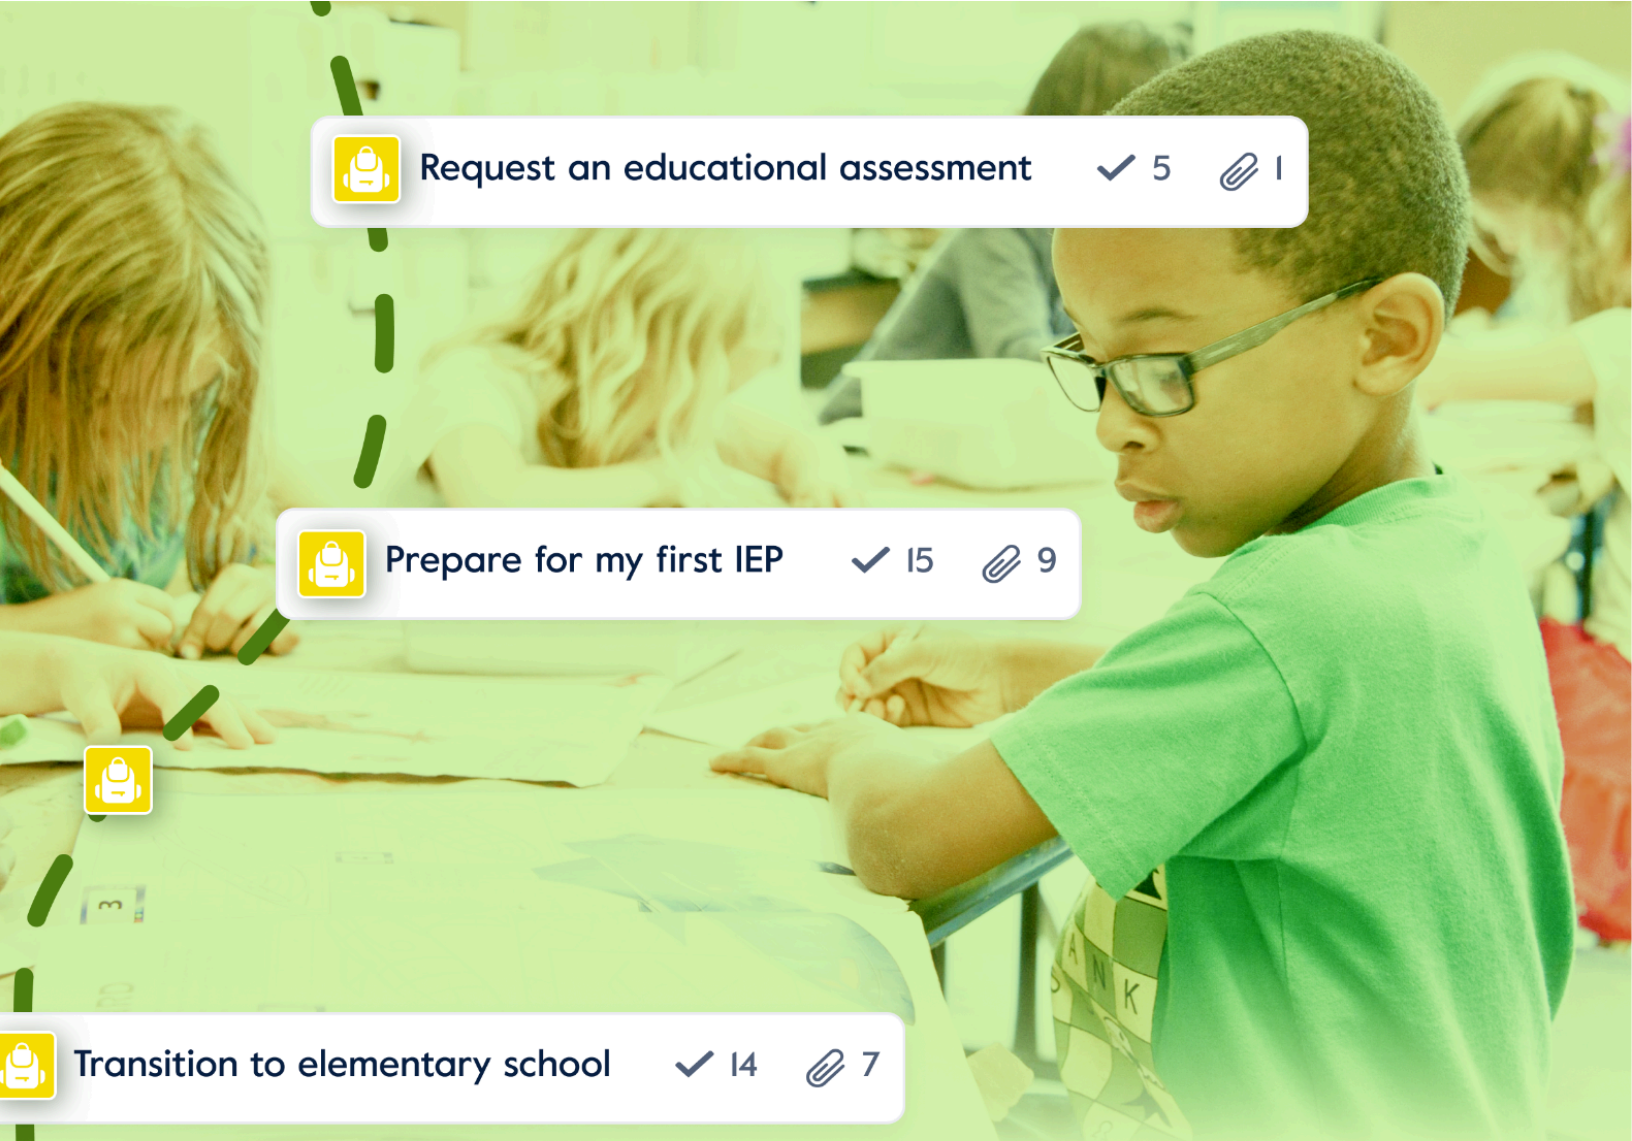 Request an educational assessment 5 1
Prepare for my first IEP 15 9
3
Transition to elementary school 14 7
A N K